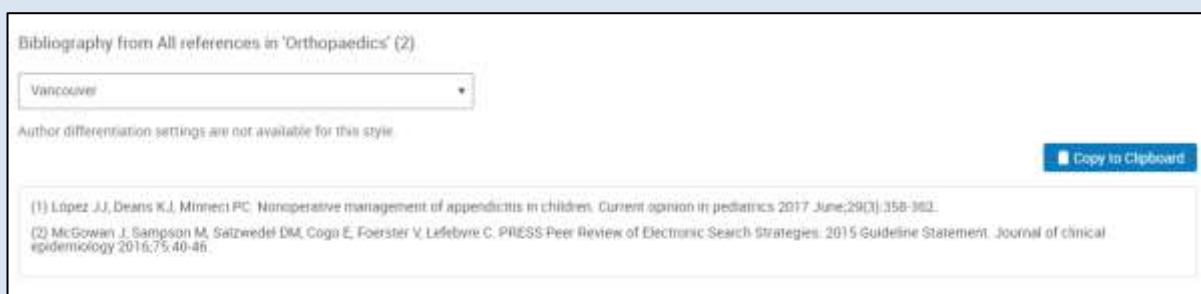 Bibliography from All references in 'Orthopaedics' (2)
Vancouver
Author differentiation settings are not available for this style.
Copy to Clipboard
(1) Lopez JJ, Deans KJ, Minneci PC. Nonoperative management of appendicitis in children. Current opinion in pediatrics 2017 June;29(3):358-362.
(2) McGowan J, Sampson M, Salzwedel DM, Cogo E, Foerster V, Lefebvre C. PRESS Peer Review of Electronic Search Strategies: 2015 Guideline Statement. Journal of clinical
epidemiology 2016;75:40-46.